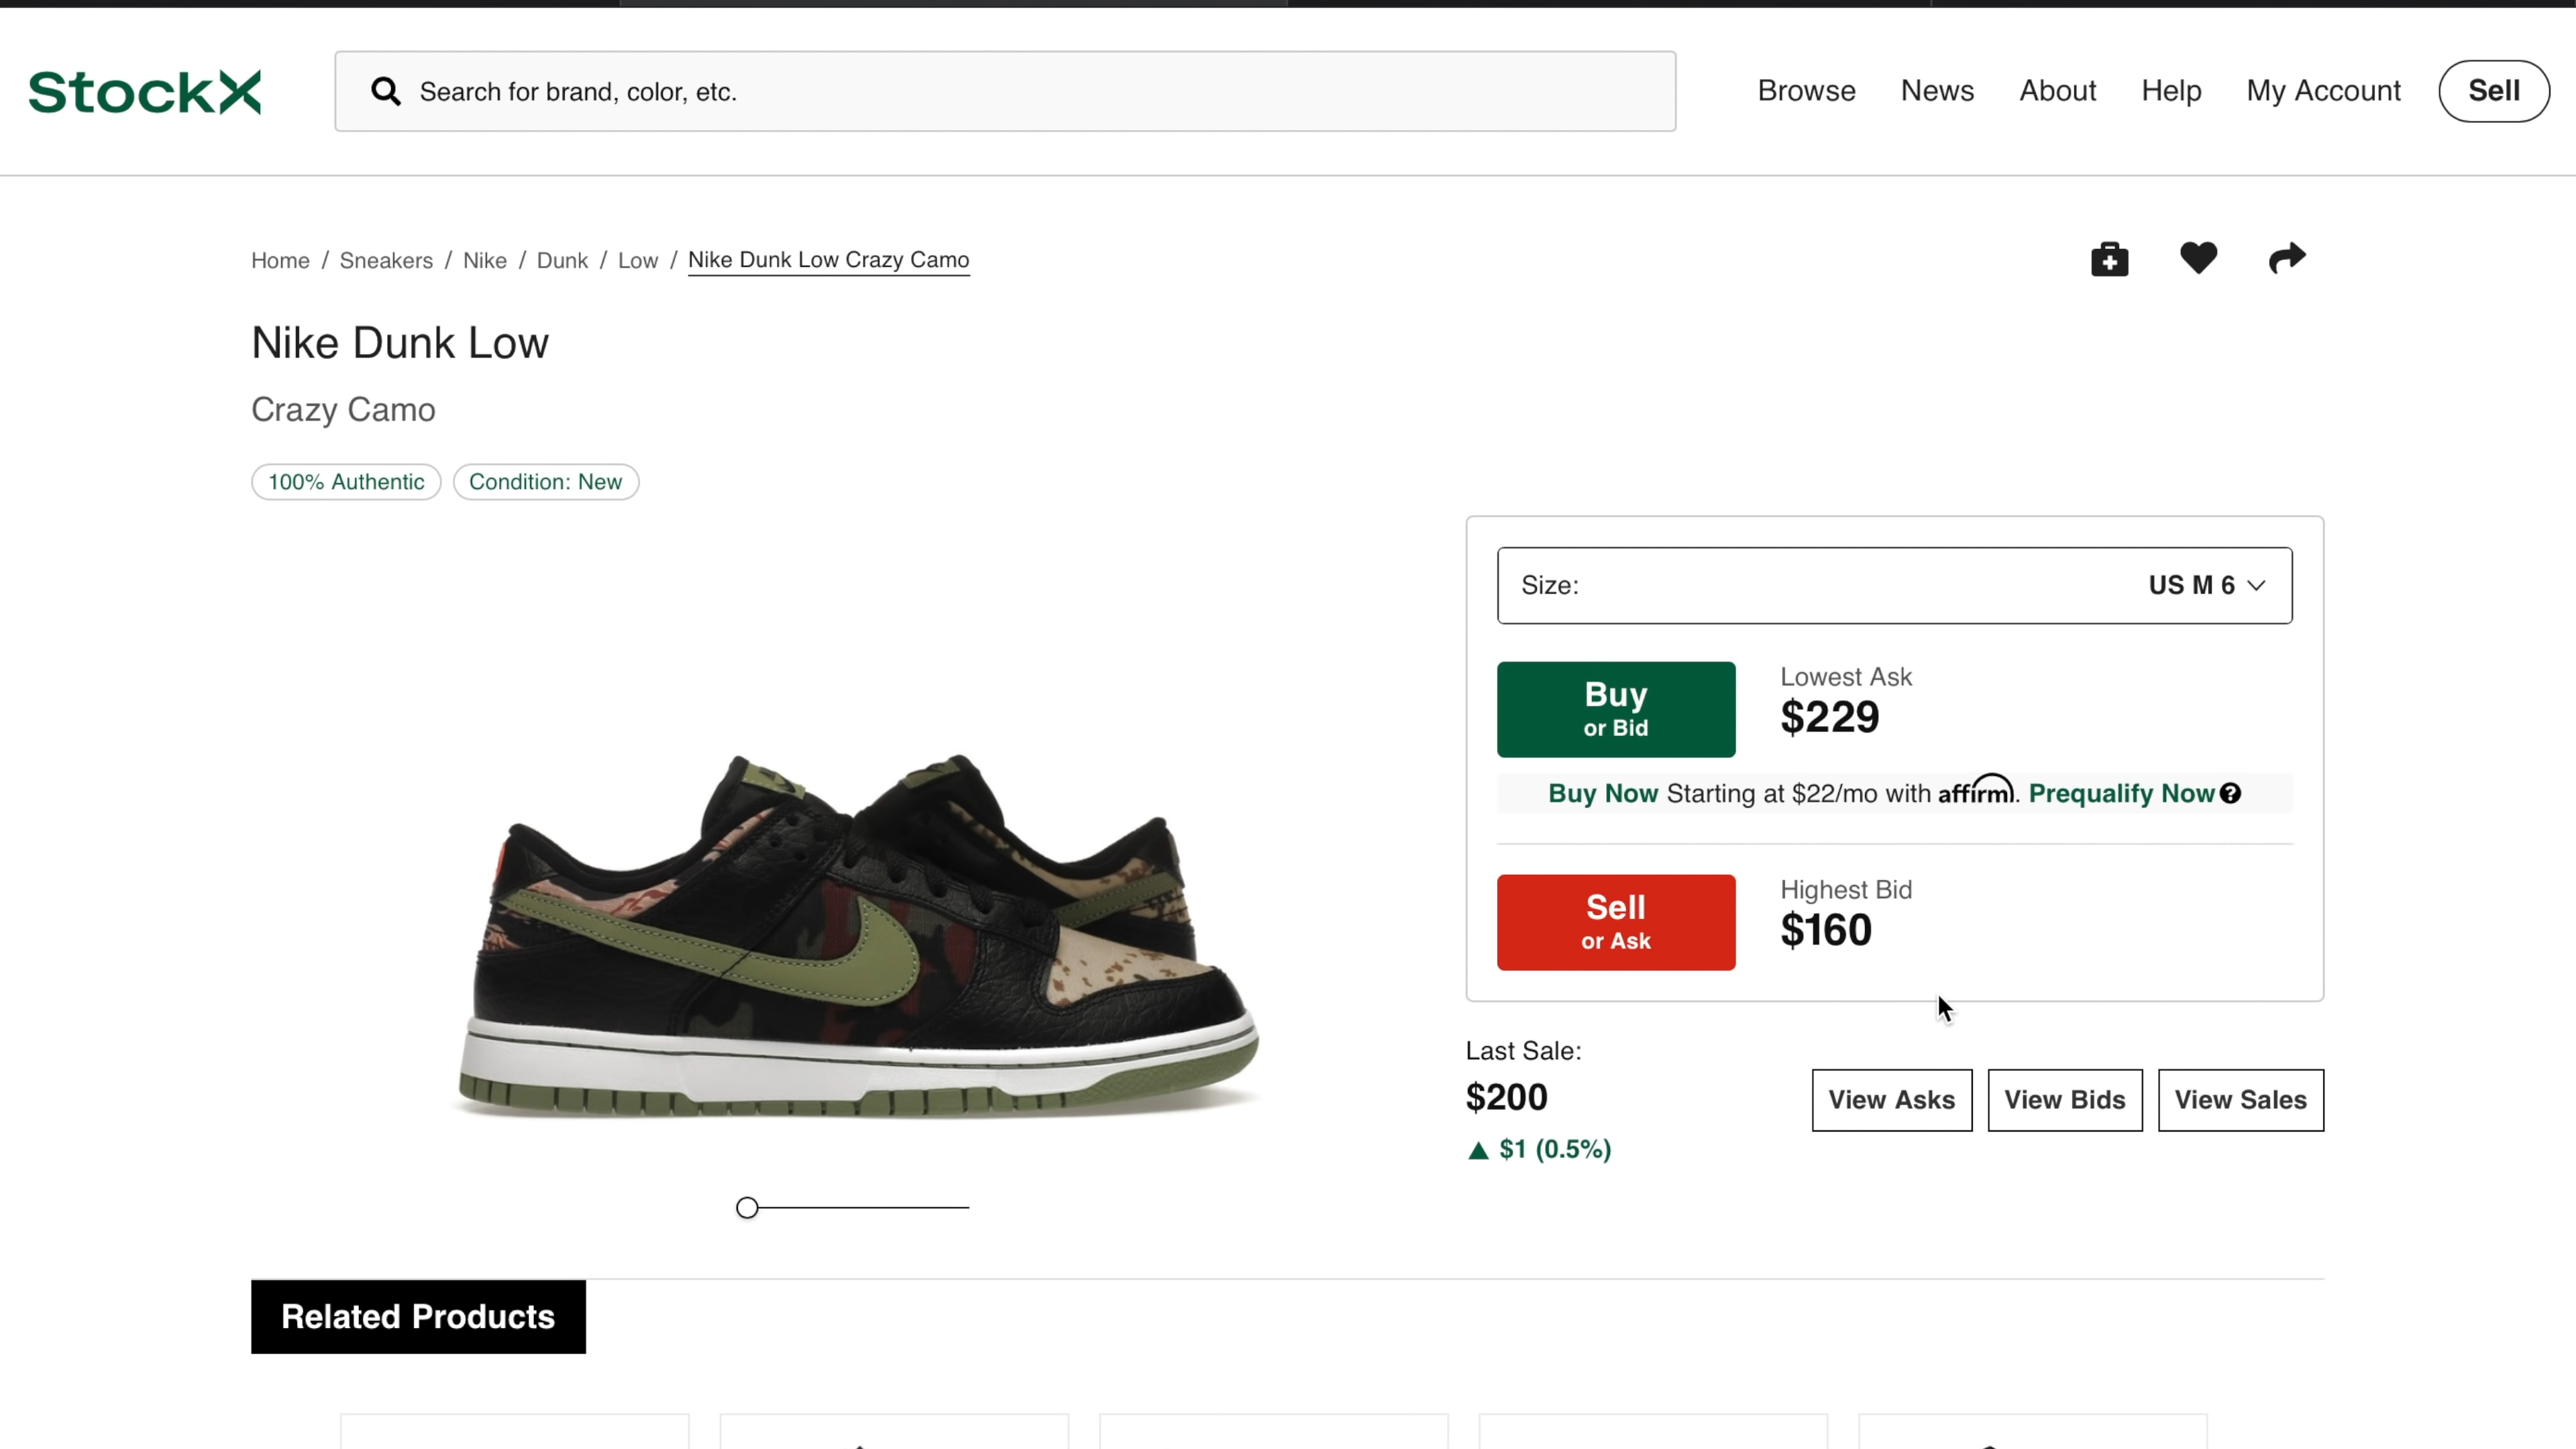 StockX
Search for brand, color, etc.
Browse News About Help My Account Sell
Home / Sneakers / Nike / Dunk / Low / Nike Dunk Low Crazy Camo
Nike Dunk Low
Crazy Camo
100% Authentic Condition: New
Size: US M 6
Buy
or Bid
Lowest Ask
$229
Buy Now Starting at $22/mo with affirm. Prequalify Now
Sell
or Ask
Highest Bid
$160
Last Sale:
$200
$1 (0.5%)
View Asks View Bids View Sales
Related Products